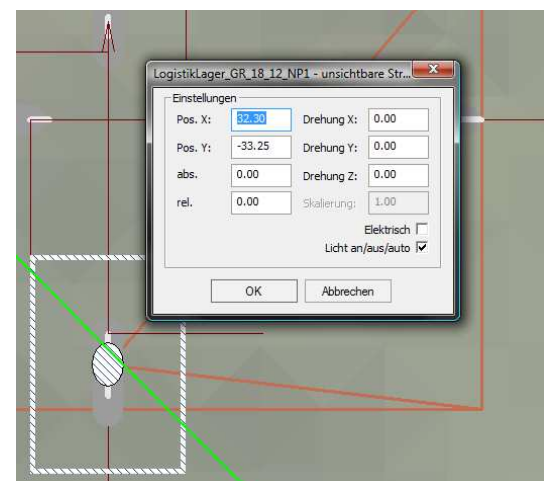 LogistikLager_GR_18_12_NP1 - unsichtbare Str...
Einstellungen
Pos. X: 32.30 Drehung X: 0.00
Pos. Y: -33.25 Drehung Y: 0.00
abs. 0.00 Drehung Z: 0.00
rel. 0.00 Skalierung: 1.00
Elektrisch
Licht an/aus/auto
OK Abbrechen